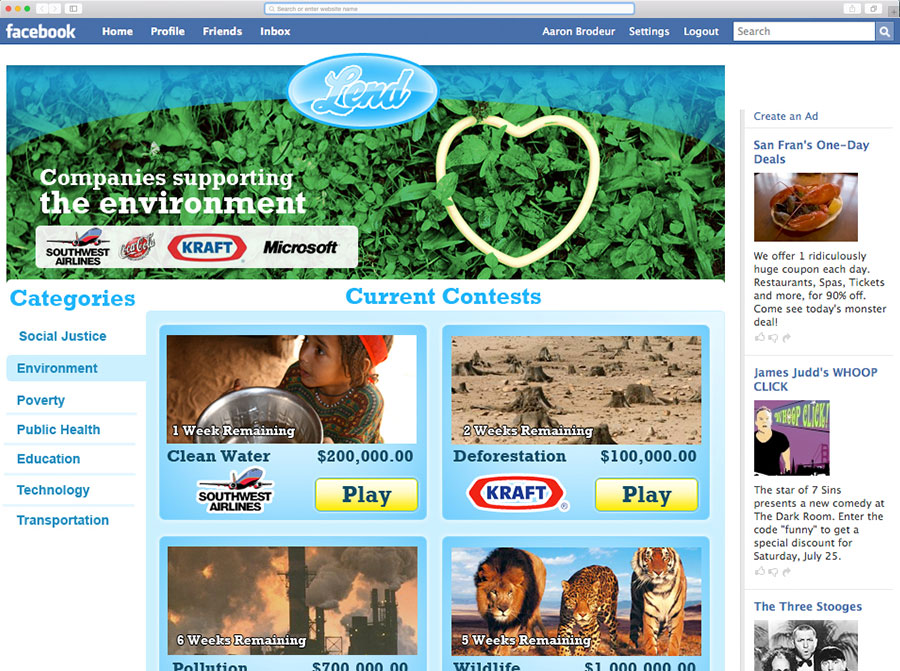 Search or enter website name
facebook
Home Profile Friends Inbox
Aaron Brodeur Settings Logout
Search
Lend
Companies supporting
the environment
SOUTHWEST
AIRLINES
Coca-Cola
KRAFT
Microsoft
Categories
Social Justice
Environment
Poverty
Public Health
Education
Technology
Transportation
Current Contests
1 Week Remaining
Clean Water $200,000.00
SOUTHWEST
AIRLINES
Play
2 Weeks Remaining
Deforestation $100,000.00
KRAFT
Play
6 Weeks Remaining
Pollution $700,000.00
5 Weeks Remaining
Wildlife $1,000,000.00
Create an Ad
San Fran's One-Day
Deals
We offer 1 ridiculously
huge coupon each day.
Restaurants, Spas, Tickets
and more, for 90% off.
Come see today's monster
deal!
James Judd's WHOOP
CLICK
WHOOP CLICK!
The star of 7 Sins
presents a new comedy at
The Dark Room. Enter the
code "funny" to get a
special discount for
Saturday, July 25.
The Three Stooges